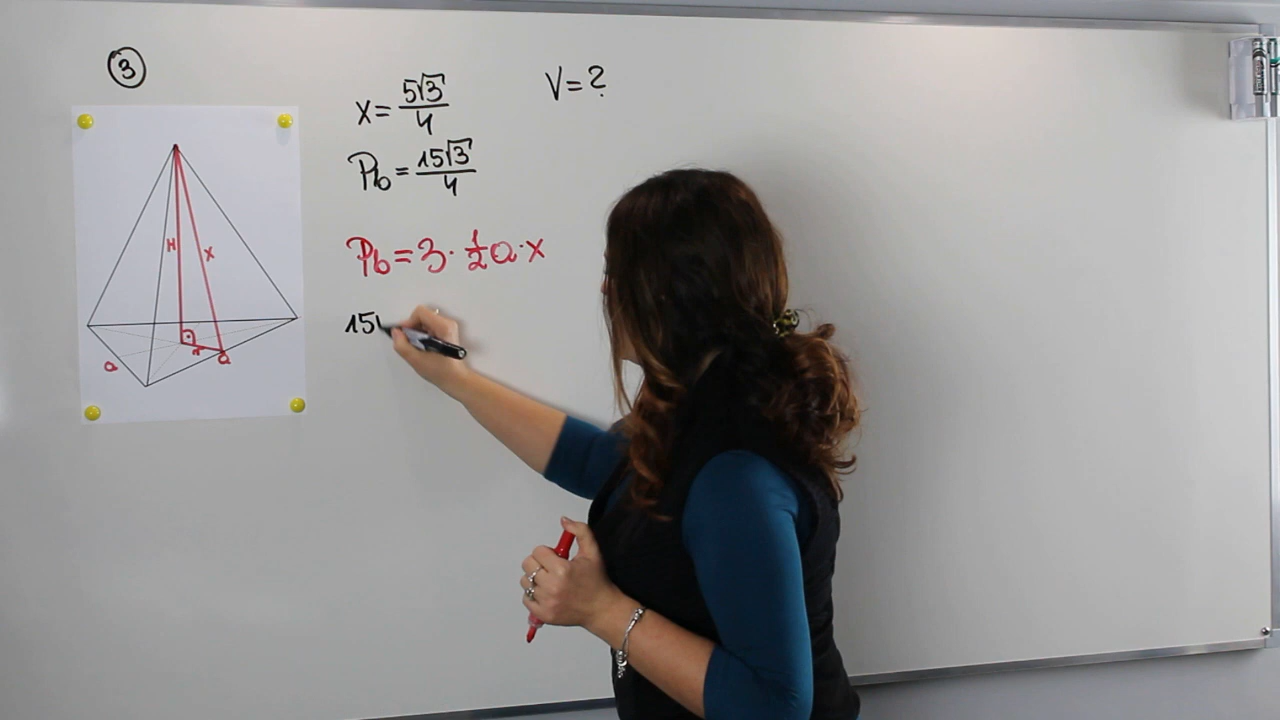 3
x = 5√3/4
V = ?
Pb = 15√3/4
Pb = 3 · 1/2 a · x
15√
H
x
r
a
a